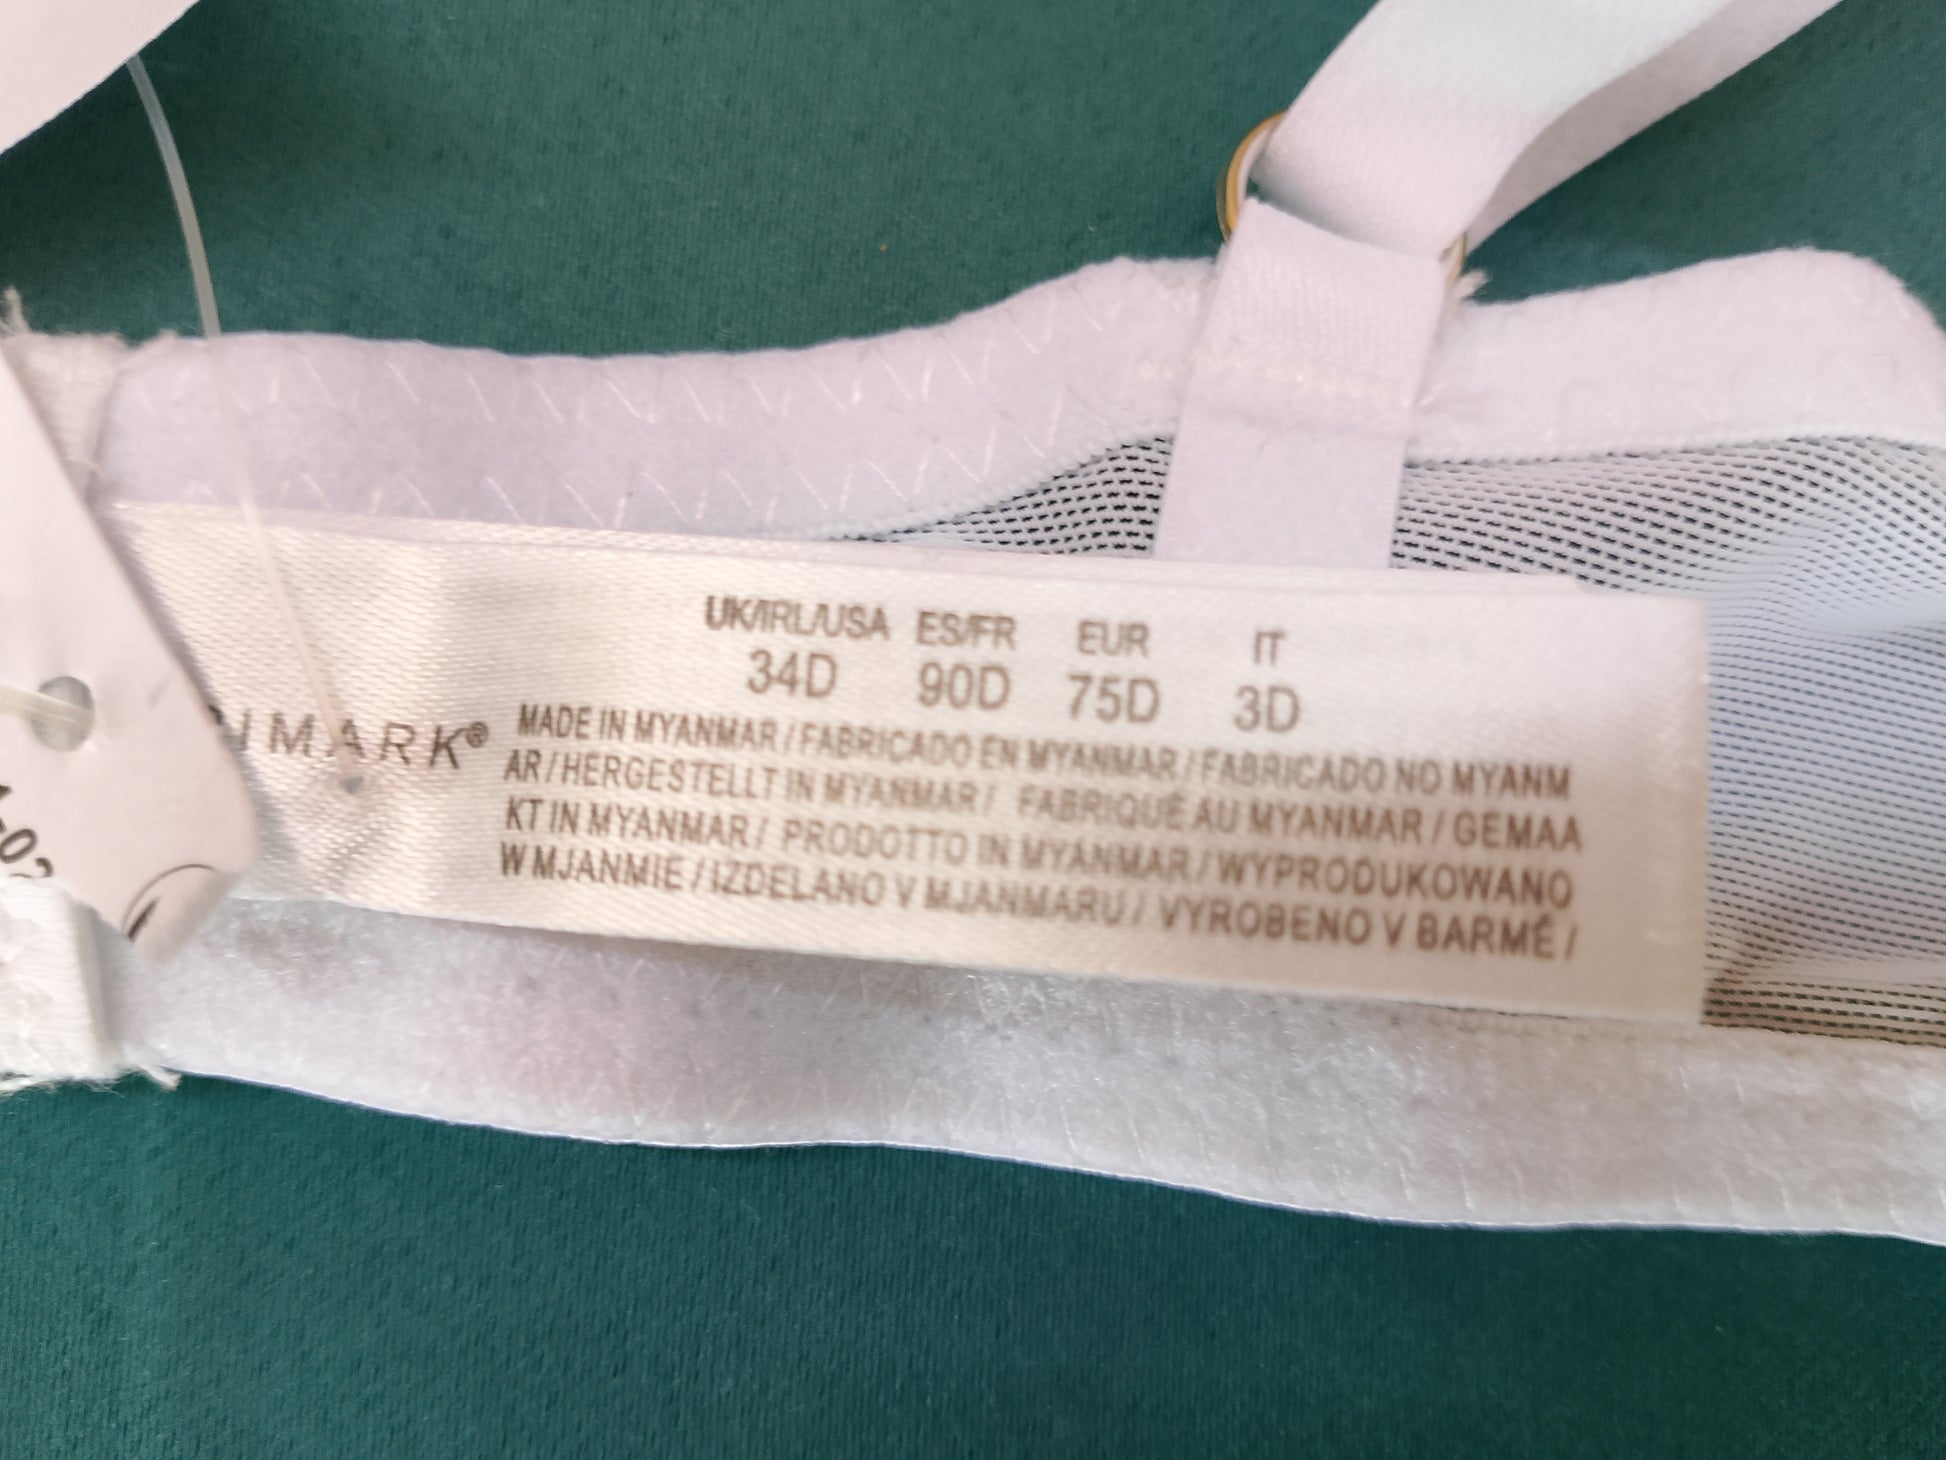 UK/IRL/USA ES/FR EUR IT
34D 90D 75D 3D
IMARK®
MADE IN MYANMAR / FABRICADO EN MYANMAR / FABRICADO NO MYANM
AR / HERGESTELLT IN MYANMAR / FABRIQUÉ AU MYANMAR / GEMAA
KT IN MYANMAR / PRODOTTO IN MYANMAR / WYPRODUKOWANO
W MJANMIE / IZDELANO V MJANMARU / VYROBENO V BARMĚ /